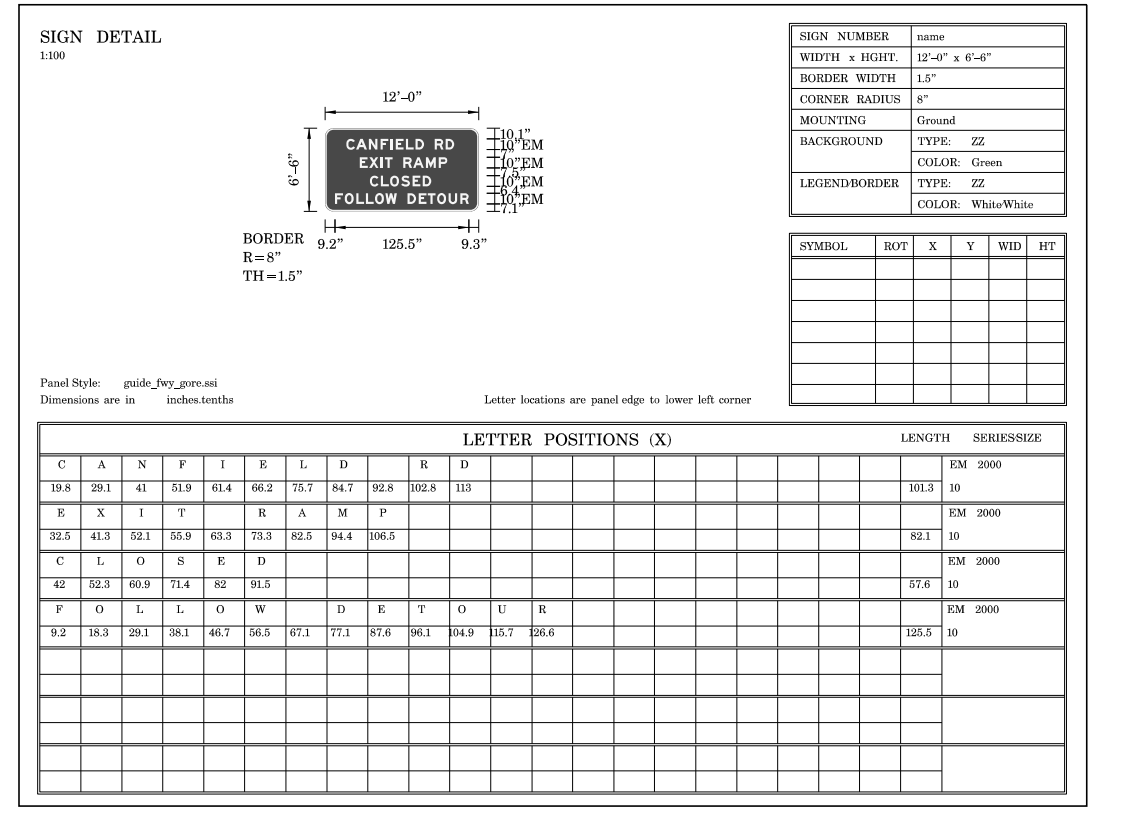 SIGN DETAIL
1:100
12'–0"
6'–6"
CANFIELD RD
EXIT RAMP
CLOSED
FOLLOW DETOUR
10.1"
10"EM
7"
10"EM
7.5"
10"EM
6.4"
10"EM
7.1"
9.2" 125.5" 9.3"
BORDER
R=8"
TH=1.5"
Panel Style: guide_fwy_gore.ssi
Dimensions are in inches.tenths
Letter locations are panel edge to lower left corner
SIGN NUMBER name
WIDTH x HGHT. 12'–0" x 6'–6"
BORDER WIDTH 1.5"
CORNER RADIUS 8"
MOUNTING Ground
BACKGROUND TYPE: ZZ
COLOR: Green
LEGEND/BORDER TYPE: ZZ
COLOR: White/White
SYMBOL ROT X Y WID HT
LETTER POSITIONS (X) LENGTH SERIES/SIZE
C A N F I E L D R D EM 2000
19.8 29.1 41 51.9 61.4 66.2 75.7 84.7 92.8 102.8 113 101.3 10
E X I T R A M P EM 2000
32.5 41.3 52.1 55.9 63.3 73.3 82.5 94.4 106.5 82.1 10
C L O S E D EM 2000
42 52.3 60.9 71.4 82 91.5 57.6 10
F O L L O W D E T O U R EM 2000
9.2 18.3 29.1 38.1 46.7 56.5 67.1 77.1 87.6 96.1 104.9 115.7 126.6 125.5 10